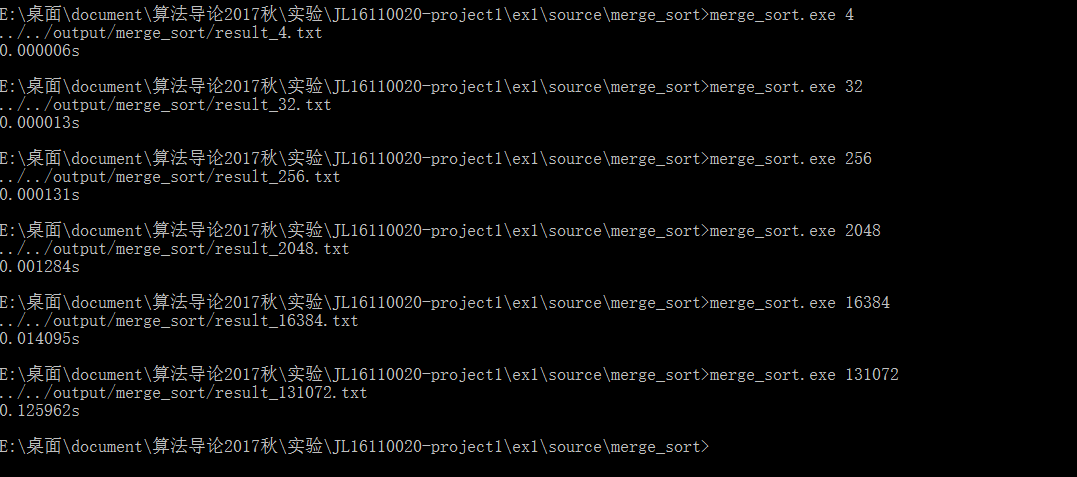 E:\桌面\document\算法导论2017秋\实验\JL16110020-project1\ex1\source\merge_sort>merge_sort.exe 4
../../output/merge_sort/result_4.txt
0.000006s
E:\桌面\document\算法导论2017秋\实验\JL16110020-project1\ex1\source\merge_sort>merge_sort.exe 32
../../output/merge_sort/result_32.txt
0.000013s
E:\桌面\document\算法导论2017秋\实验\JL16110020-project1\ex1\source\merge_sort>merge_sort.exe 256
../../output/merge_sort/result_256.txt
0.000131s
E:\桌面\document\算法导论2017秋\实验\JL16110020-project1\ex1\source\merge_sort>merge_sort.exe 2048
../../output/merge_sort/result_2048.txt
0.001284s
E:\桌面\document\算法导论2017秋\实验\JL16110020-project1\ex1\source\merge_sort>merge_sort.exe 16384
../../output/merge_sort/result_16384.txt
0.014095s
E:\桌面\document\算法导论2017秋\实验\JL16110020-project1\ex1\source\merge_sort>merge_sort.exe 131072
../../output/merge_sort/result_131072.txt
0.125962s
E:\桌面\document\算法导论2017秋\实验\JL16110020-project1\ex1\source\merge_sort>